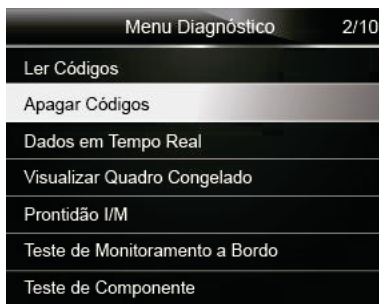 Menu Diagnóstico 2/10
Ler Códigos
Apagar Códigos
Dados em Tempo Real
Visualizar Quadro Congelado
Prontidão I/M
Teste de Monitoramento a Bordo
Teste de Componente